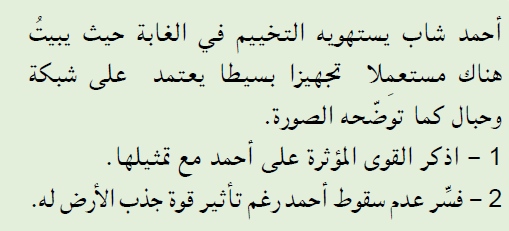 أحمد شاب يستهويه التخييم في الغابة حيث يبيتُ
هناك مستعمِلا تجهيزا بسيطا يعتمد على شبكة
وحبال كما توَضّحه الصورة.
1 – اذكر القوى المؤثرة على أحمد مع تمثيلها.
2 – فسِّر عدم سقوط أحمد رغم تأثير قوة جذب الأرض له.